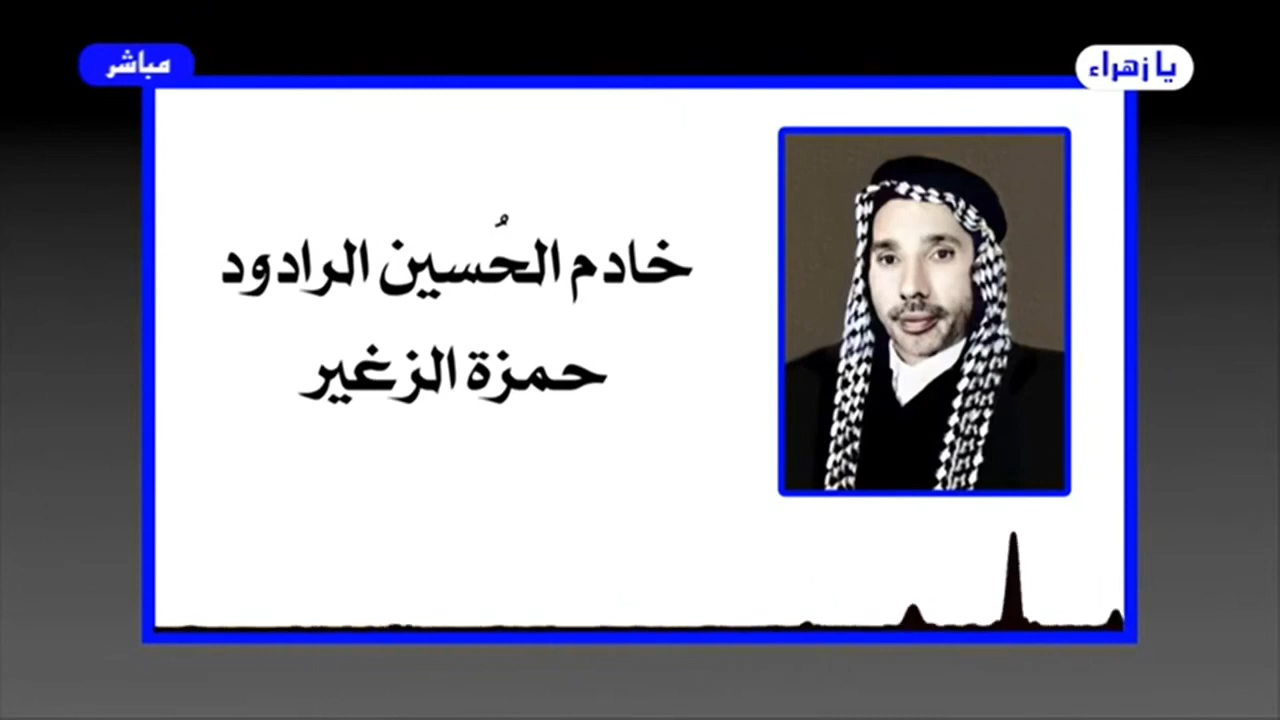 يا زهراء
مباشر
خادم الحُسين الرادود
حمزة الزغير